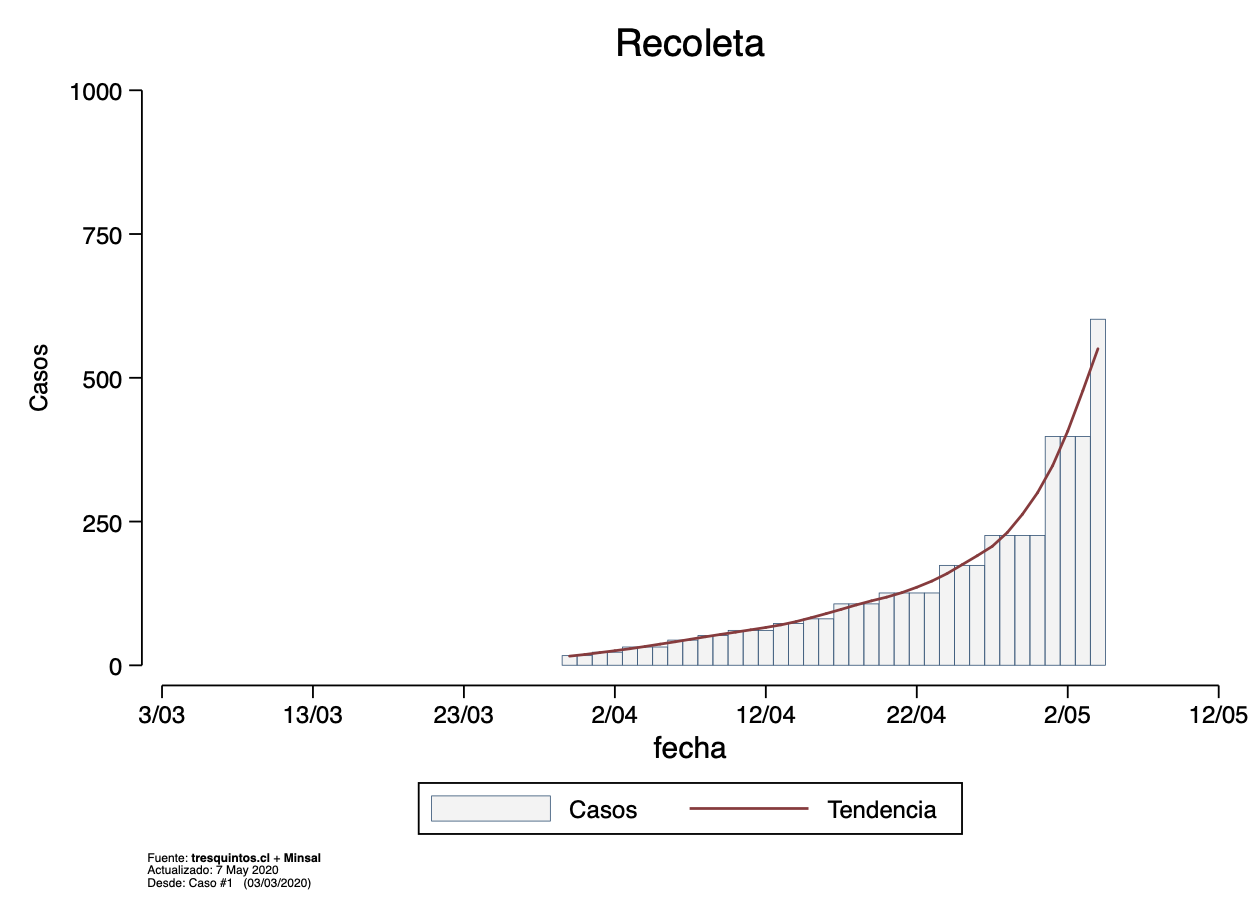 Recoleta
1000
750
500
250
0
Casos
3/03 13/03 23/03 2/04 12/04 22/04 2/05 12/05
fecha
Casos Tendencia
Fuente: tresquintos.cl + Minsal
Actualizado: 7 May 2020
Desde: Caso #1 (03/03/2020)